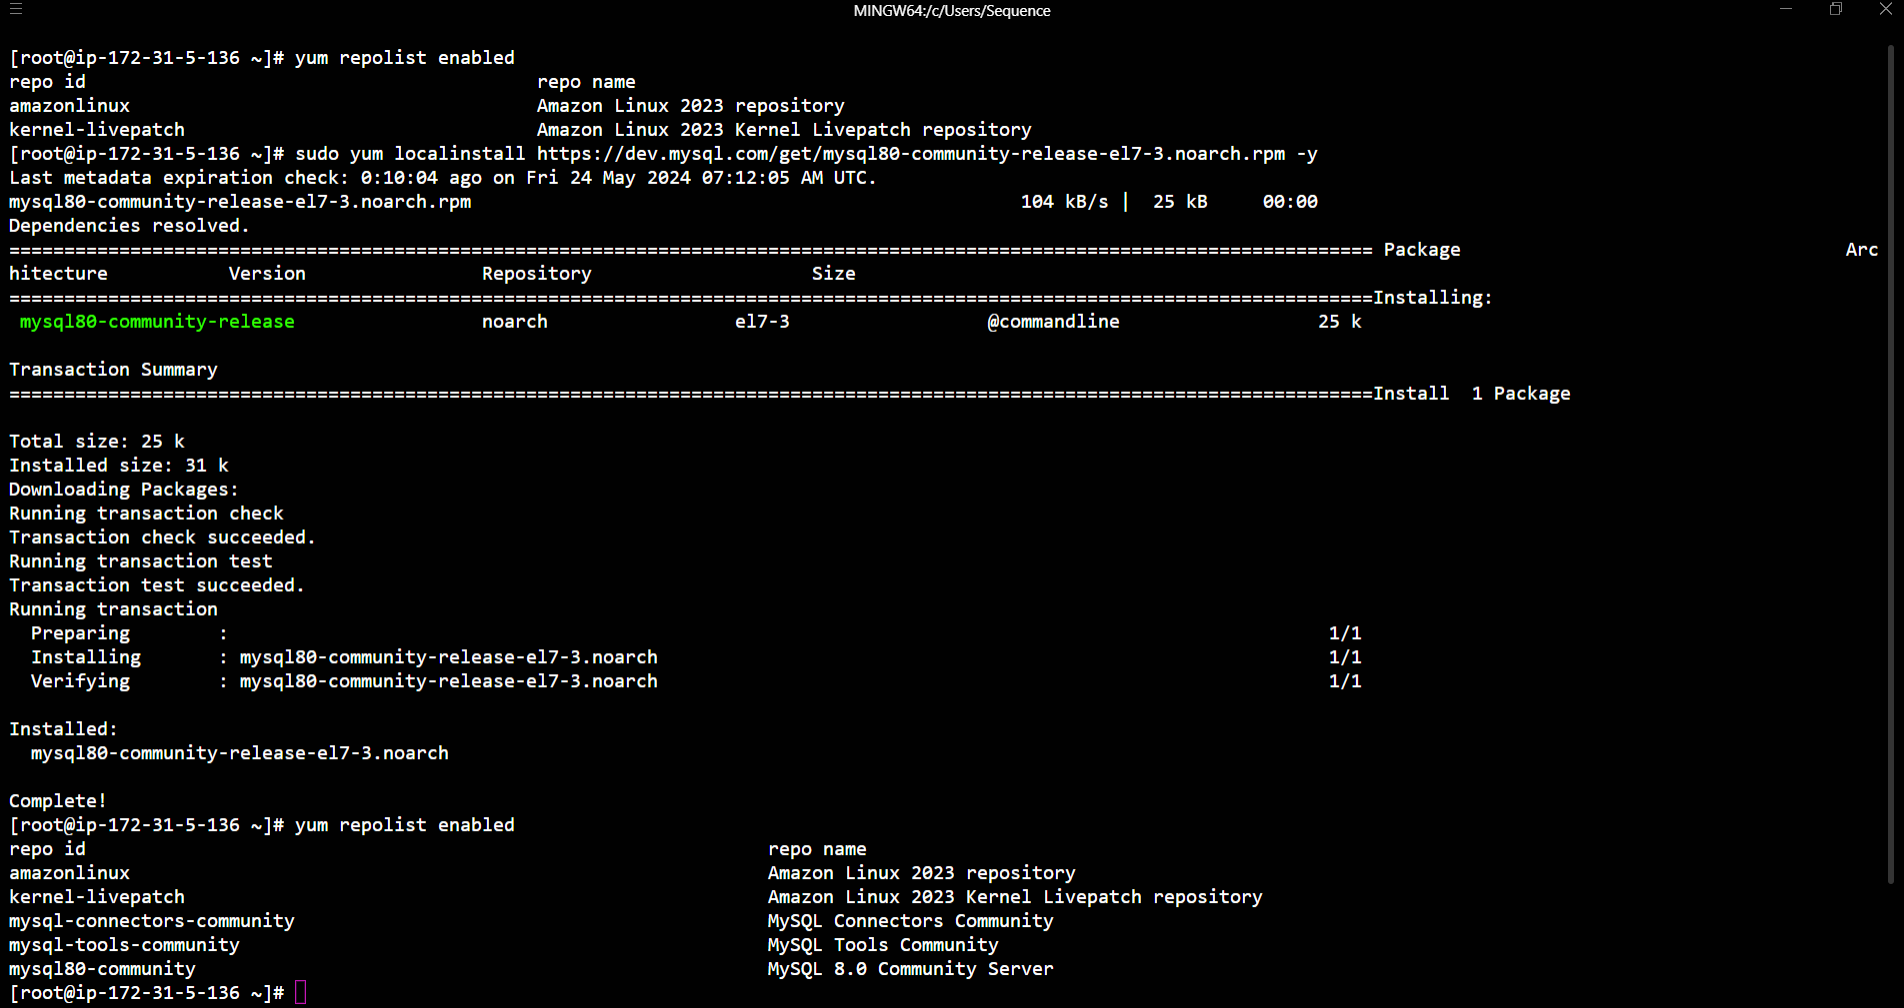 MINGW64:/c/Users/Sequence
[root@ip-172-31-5-136 ~]# yum repolist enabled
repo id repo name
amazonlinux Amazon Linux 2023 repository
kernel-livepatch Amazon Linux 2023 Kernel Livepatch repository
[root@ip-172-31-5-136 ~]# sudo yum localinstall https://dev.mysql.com/get/mysql80-community-release-el7-3.noarch.rpm -y
Last metadata expiration check: 0:10:04 ago on Fri 24 May 2024 07:12:05 AM UTC.
mysql80-community-release-el7-3.noarch.rpm 104 kB/s | 25 kB 00:00
Dependencies resolved.
============================================================================================================================ Package Arc
hitecture Version Repository Size
============================================================================================================================Installing:
mysql80-community-release noarch el7-3 @commandline 25 k
Transaction Summary
============================================================================================================================Install 1 Package
Total size: 25 k
Installed size: 31 k
Downloading Packages:
Running transaction check
Transaction check succeeded.
Running transaction test
Transaction test succeeded.
Running transaction
Preparing : 1/1
Installing : mysql80-community-release-el7-3.noarch 1/1
Verifying : mysql80-community-release-el7-3.noarch 1/1
Installed:
mysql80-community-release-el7-3.noarch
Complete!
[root@ip-172-31-5-136 ~]# yum repolist enabled
repo id repo name
amazonlinux Amazon Linux 2023 repository
kernel-livepatch Amazon Linux 2023 Kernel Livepatch repository
mysql-connectors-community MySQL Connectors Community
mysql-tools-community MySQL Tools Community
mysql80-community MySQL 8.0 Community Server
[root@ip-172-31-5-136 ~]#